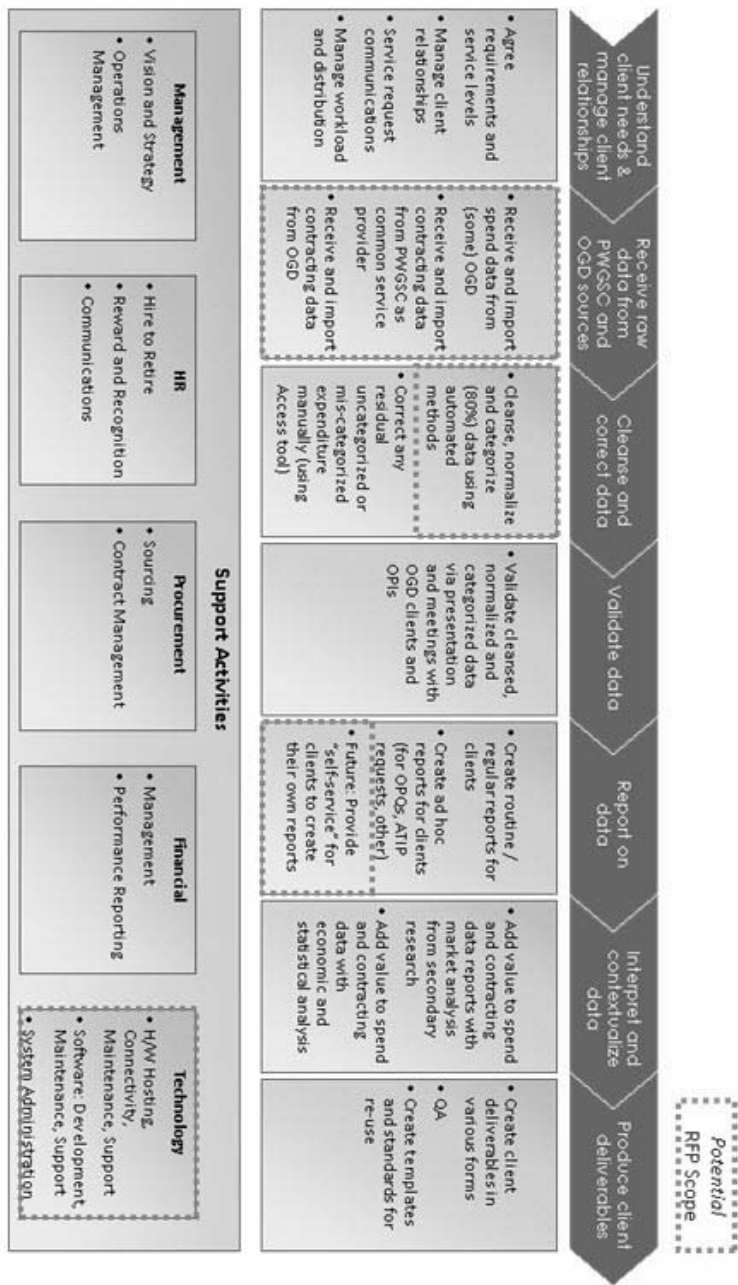 Potential
RFP Scope
Understand
client needs &
manage client
relationships
Receive raw
data from
PWGSC and
OGD sources
Cleanse and
correct data
Validate data
Report on
data
Interpret and
contextualize
data
Produce client
deliverables
• Agree
requirements and
service levels
• Manage client
relationships
• Service request
communications
• Manage workload
and distribution
• Receive and import
spend data from
(some) OGD
• Receive and import
contracting data
from PWGSC as
common service
provider
• Receive and import
contracting data
from OGD
• Cleanse, normalize
and categorize
(80%) data using
automated
methods
• Correct any
residual
uncategorized or
mis-categorized
expenditure
manually (using
Access tool)
• Validate cleansed,
normalized and
categorized data
via presentation
and meetings with
OGD clients and
OPIs
• Create routine /
regular reports for
clients
• Create ad hoc
reports for clients
(for OPQs, ATIP
requests, other)
• Future: Provide
"self-service" for
clients to create
their own reports
• Add value to spend
and contracting
data reports with
market analysis
from secondary
research
• Add value to spend
and contracting
data with
economic and
statistical analysis
• Create client
deliverables in
various forms
• QA
• Create templates
and standards for
re-use
Support Activities
Management
• Vision and Strategy
• Operations
Management
HR
• Hire to Retire
• Reward and Recognition
• Communications
Procurement
• Sourcing
• Contract Management
Financial
• Management
• Performance Reporting
Technology
• H/W Hosting,
Connectivity,
Maintenance, Support
• Software: Development,
Maintenance, Support
• System Administration